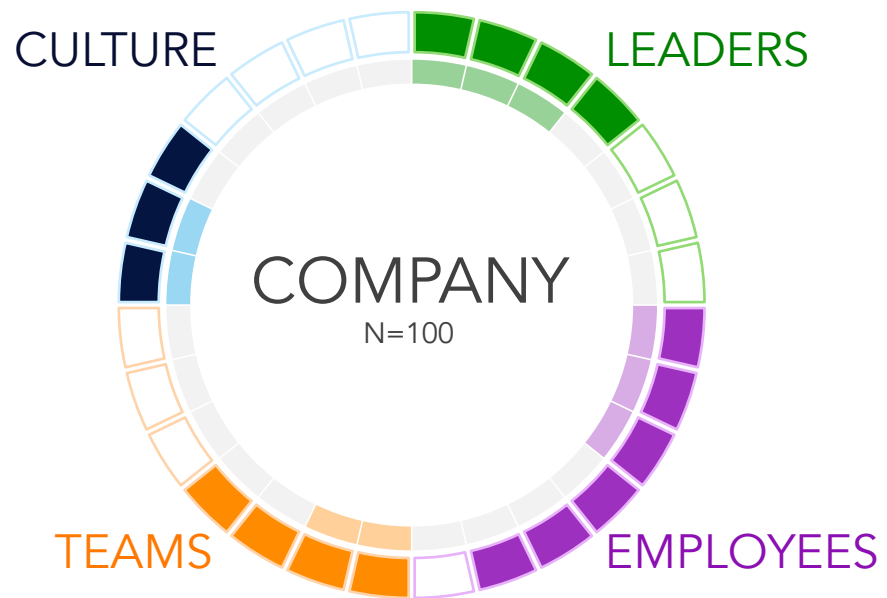 CULTURE
LEADERS
COMPANY
N=100
TEAMS
EMPLOYEES